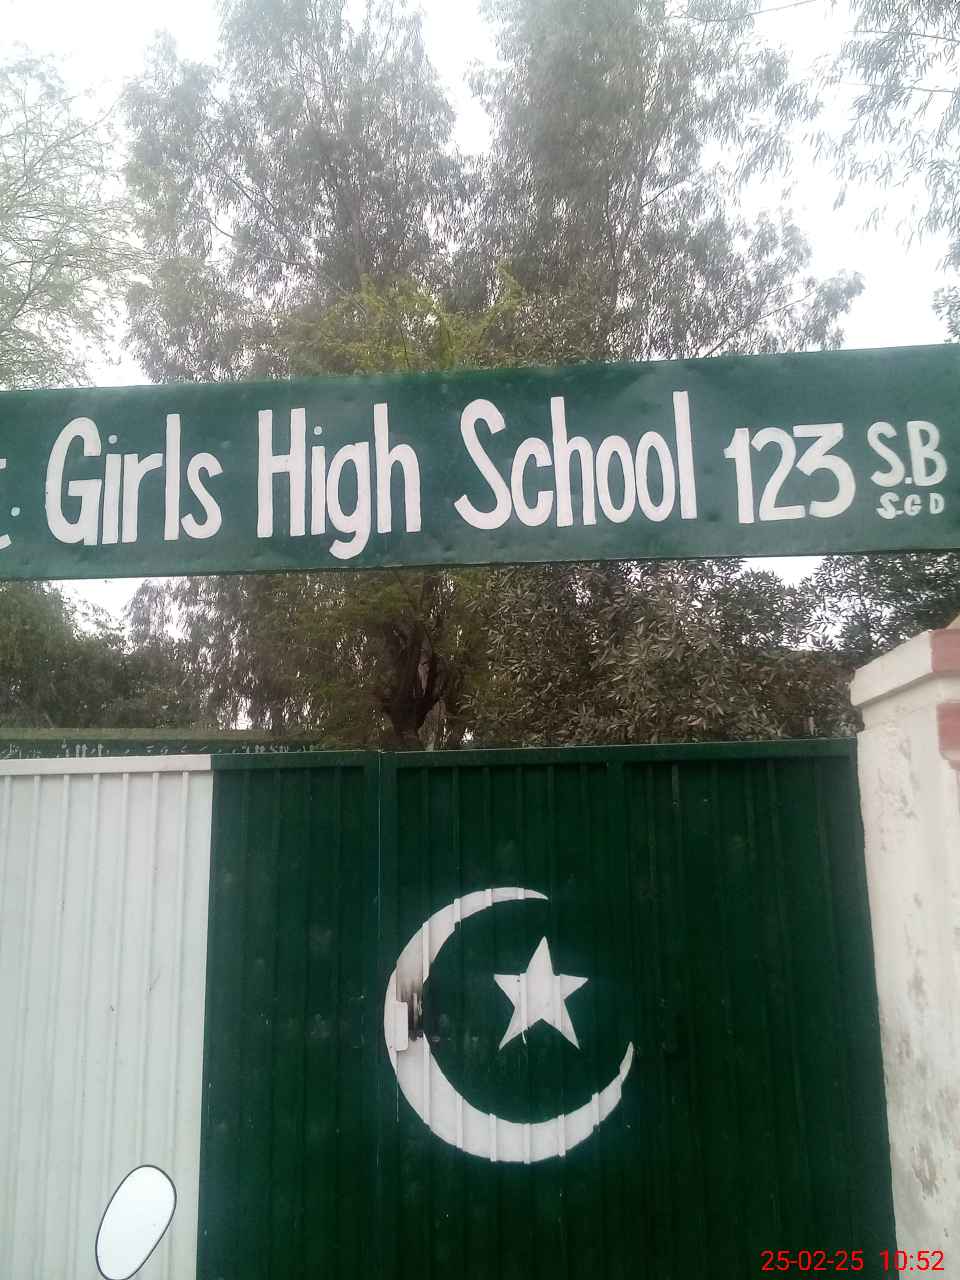 t. Girls High School 123 S.B
S.G D
25-02-25 10:52